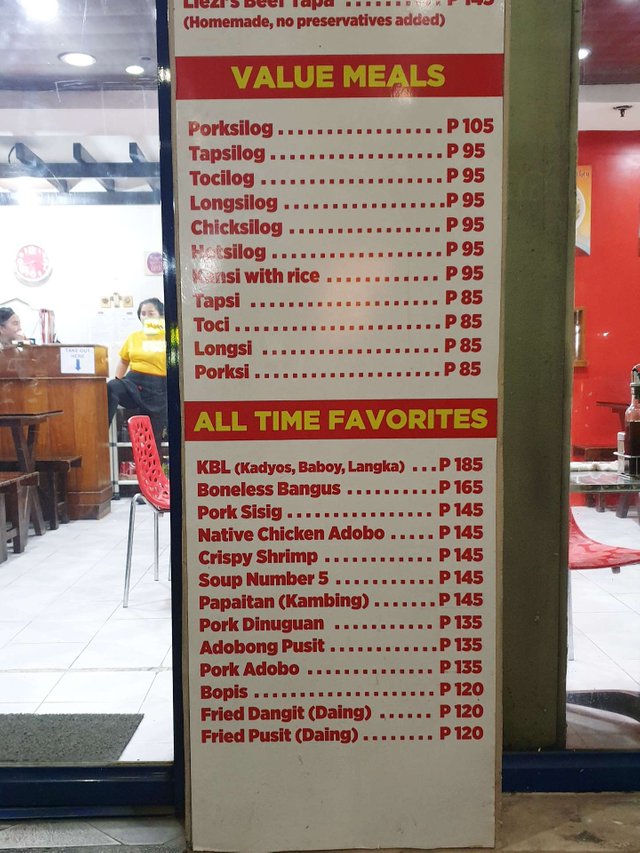 Liezl's Beef Tapa ........ P 145
(Homemade, no preservatives added)
VALUE MEALS
Porksilog .................. P 105
Tapsilog .................... P 95
Tocilog ...................... P 95
Longsilog .................. P 95
Chicksilog .................. P 95
Hotsilog .................... P 95
Kansi with rice ............ P 95
Tapsi ........................ P 85
Toci .......................... P 85
Longsi ...................... P 85
Porksi ...................... P 85
ALL TIME FAVORITES
KBL (Kadyos, Baboy, Langka) ... P 185
Boneless Bangus .......... P 165
Pork Sisig .................. P 145
Native Chicken Adobo ..... P 145
Crispy Shrimp ............. P 145
Soup Number 5 ........... P 145
Papaitan (Kambing) ....... P 145
Pork Dinuguan ........... P 135
Adobong Pusit ............ P 135
Pork Adobo ............... P 135
Bopis ....................... P 120
Fried Dangit (Daing) ...... P 120
Fried Pusit (Daing) ........ P 120
TAKE OUT
HERE